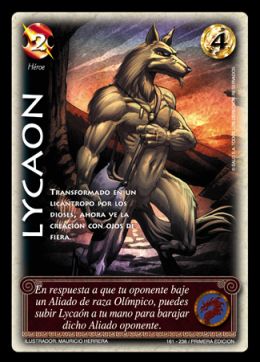 2
Héroe
4
LYCAON
TRANSFORMADO EN UN
LICÁNTROPO POR LOS
DIOSES, AHORA VE LA
CREACIÓN CON OJOS DE
FIERA.
En respuesta a que tu oponente baje
un Aliado de raza Olímpico, puedes
subir Lycaón a tu mano para barajar
dicho Aliado oponente.
ILUSTRADOR: MAURICIO HERRERA
161 - 236 / PRIMERA EDICION